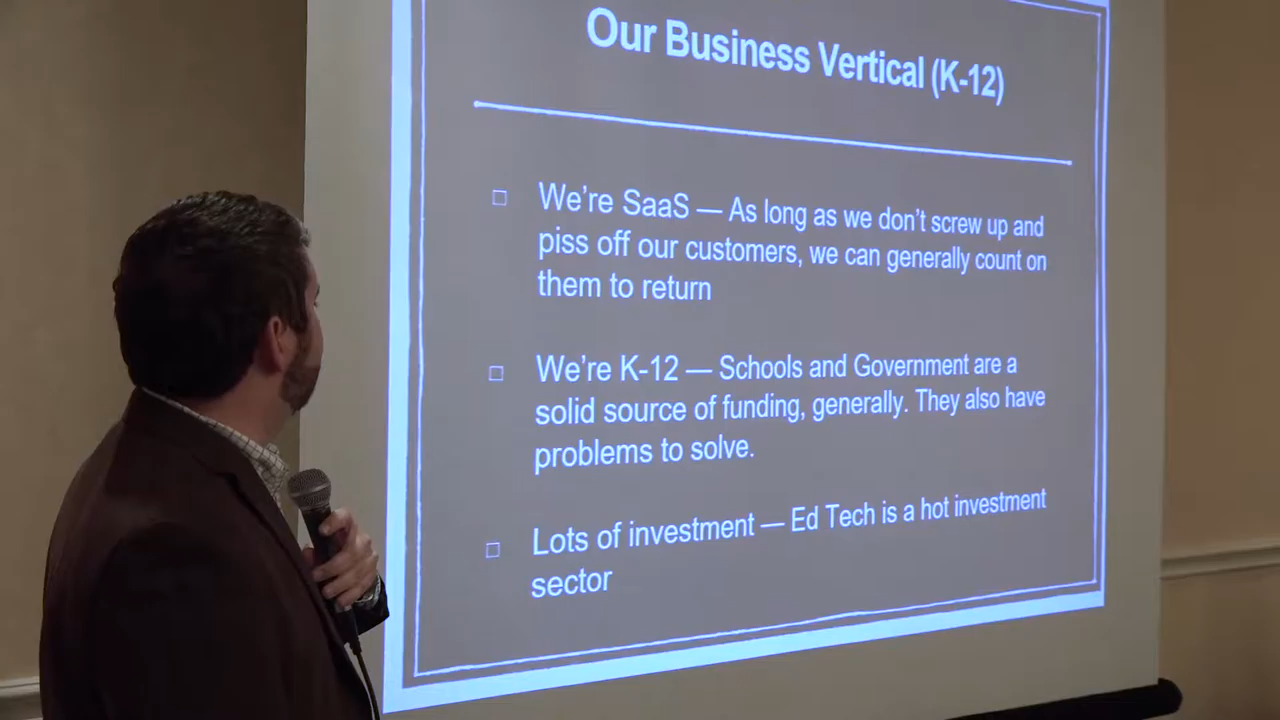 Our Business Vertical (K-12)
□ We're SaaS — As long as we don't screw up and
piss off our customers, we can generally count on
them to return
□ We're K-12 — Schools and Government are a
solid source of funding, generally. They also have
problems to solve.
□ Lots of investment — Ed Tech is a hot investment
sector